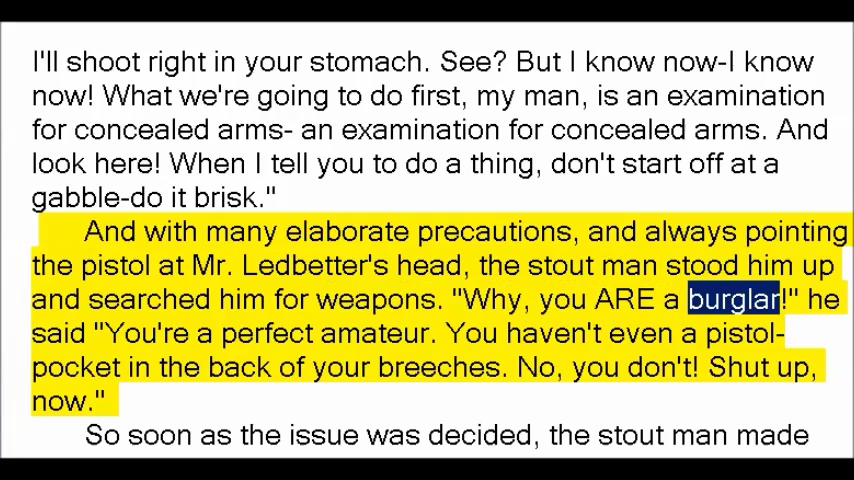 I'll shoot right in your stomach. See? But I know now-I know
now! What we're going to do first, my man, is an examination
for concealed arms- an examination for concealed arms. And
look here! When I tell you to do a thing, don't start off at a
gabble-do it brisk."
And with many elaborate precautions, and always pointing
the pistol at Mr. Ledbetter's head, the stout man stood him up
and searched him for weapons. "Why, you ARE a burglar!" he
said "You're a perfect amateur. You haven't even a pistol-
pocket in the back of your breeches. No, you don't! Shut up,
now."
So soon as the issue was decided, the stout man made